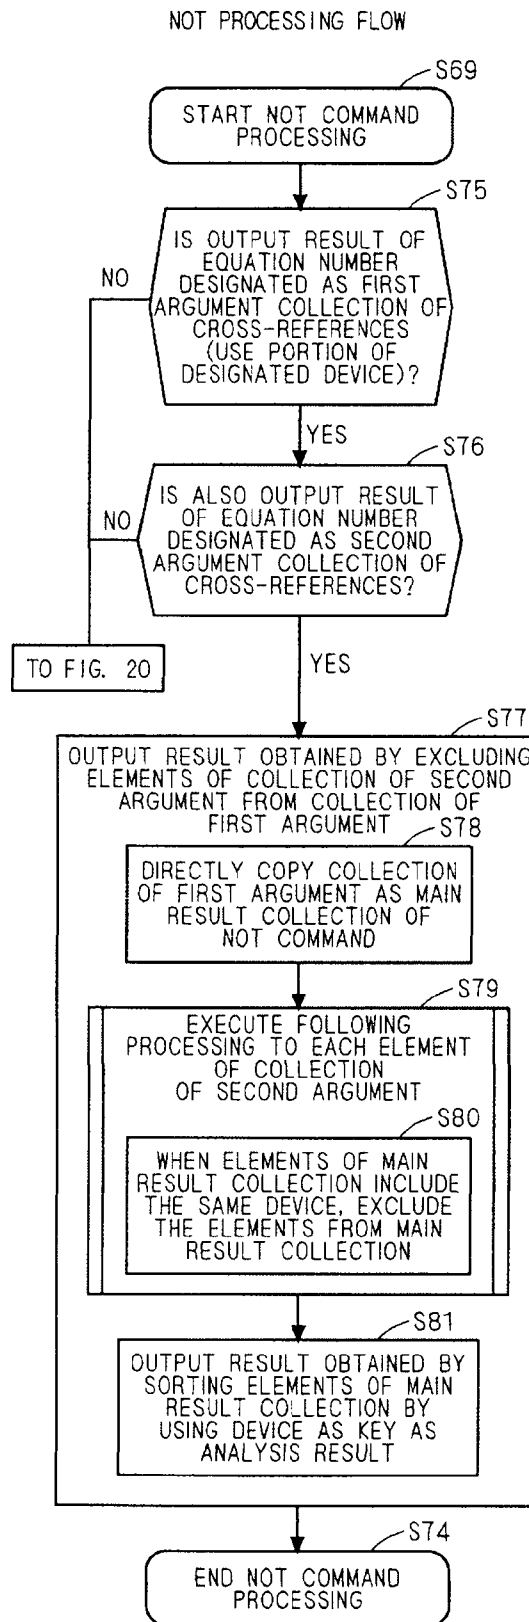 NOT PROCESSING FLOW
S69
START NOT COMMAND
PROCESSING
S75
IS OUTPUT RESULT OF
EQUATION NUMBER
DESIGNATED AS FIRST
ARGUMENT COLLECTION OF
CROSS-REFERENCES
(USE PORTION OF
DESIGNATED DEVICE)?
NO
YES
S76
IS ALSO OUTPUT RESULT
OF EQUATION NUMBER
DESIGNATED AS SECOND
ARGUMENT COLLECTION OF
CROSS-REFERENCES?
NO
TO FIG. 20
YES
S77
OUTPUT RESULT OBTAINED BY EXCLUDING
ELEMENTS OF COLLECTION OF SECOND
ARGUMENT FROM COLLECTION OF
FIRST ARGUMENT
S78
DIRECTLY COPY COLLECTION
OF FIRST ARGUMENT AS MAIN
RESULT COLLECTION OF
NOT COMMAND
S79
EXECUTE FOLLOWING
PROCESSING TO EACH ELEMENT
OF COLLECTION
OF SECOND ARGUMENT
S80
WHEN ELEMENTS OF MAIN
RESULT COLLECTION INCLUDE
THE SAME DEVICE, EXCLUDE
THE ELEMENTS FROM MAIN
RESULT COLLECTION
S81
OUTPUT RESULT OBTAINED BY
SORTING ELEMENTS OF MAIN
RESULT COLLECTION BY
USING DEVICE AS KEY AS
ANALYSIS RESULT
S74
END NOT COMMAND
PROCESSING